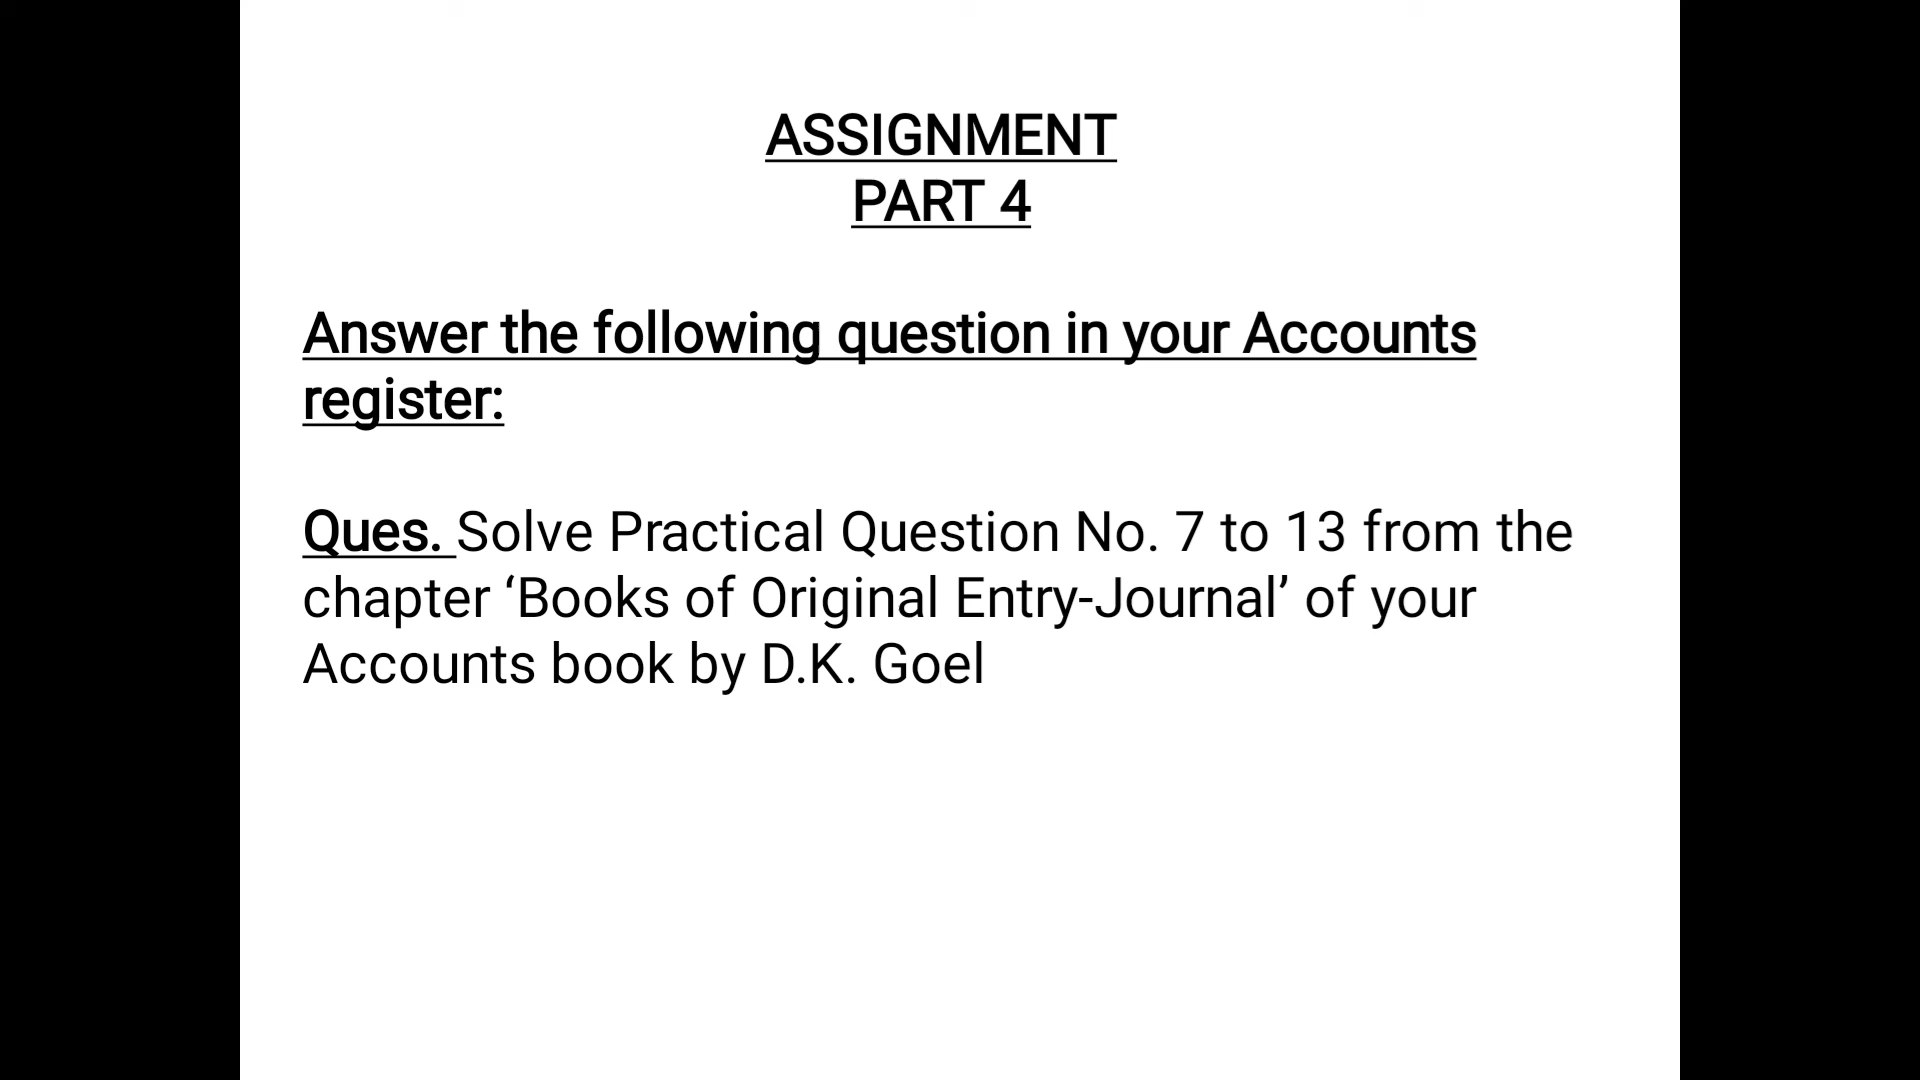 ASSIGNMENT
PART 4
Answer the following question in your Accounts
register:
Ques. Solve Practical Question No. 7 to 13 from the
chapter ‘Books of Original Entry-Journal’ of your
Accounts book by D.K. Goel